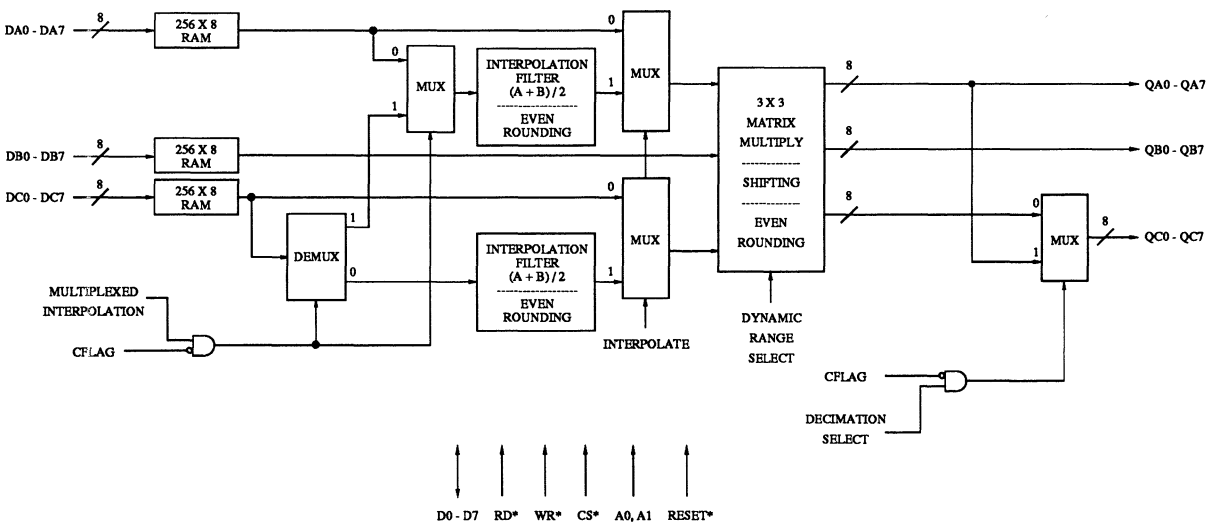 DA0 - DA7
8
256 X 8
RAM
0
MUX
1
INTERPOLATION
FILTER
(A + B) / 2
EVEN
ROUNDING
0
1
MUX
3 X 3
MATRIX
MULTIPLY
SHIFTING
EVEN
ROUNDING
8
QA0 - QA7
DB0 - DB7
8
256 X 8
RAM
8
QB0 - QB7
DC0 - DC7
8
256 X 8
RAM
DEMUX
1
0
INTERPOLATION
FILTER
(A + B) / 2
EVEN
ROUNDING
0
1
MUX
8
0
1
MUX
8
QC0 - QC7
MULTIPLEXED
INTERPOLATION
CFLAG
INTERPOLATE
DYNAMIC
RANGE
SELECT
CFLAG
DECIMATION
SELECT
D0 - D7
RD*
WR*
CS*
A0, A1
RESET*